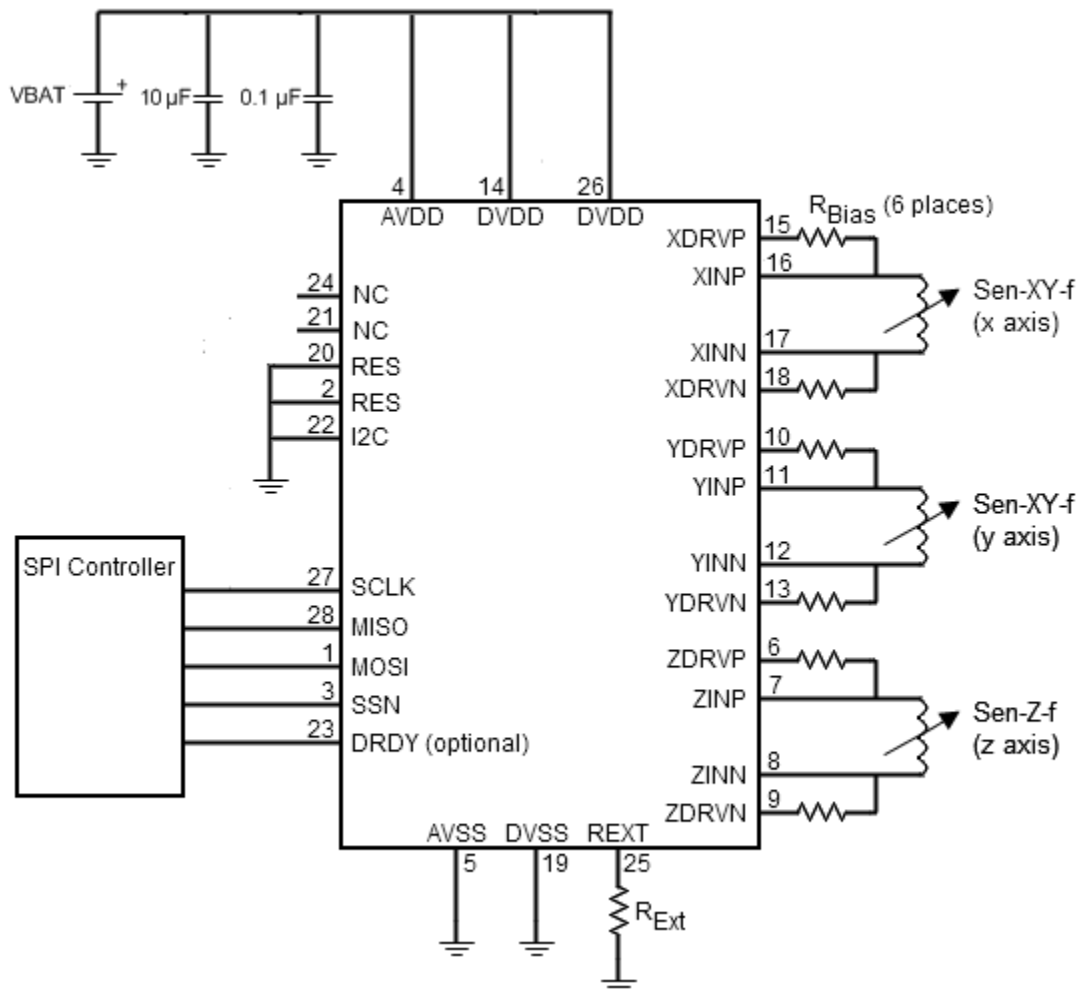 VBAT
+
10 µF
0.1 µF
4
14
26
AVDD
DVDD
DVDD
24
NC
21
NC
20
RES
2
RES
22
I2C
SPI Controller
27
SCLK
28
MISO
1
MOSI
3
SSN
23
DRDY (optional)
XDRVP
15
RBias (6 places)
XINP
16
Sen-XY-f
(x axis)
XINN
17
XDRVN
18
YDRVP
10
YINP
11
Sen-XY-f
(y axis)
YINN
12
YDRVN
13
ZDRVP
6
ZINP
7
Sen-Z-f
(z axis)
ZINN
8
ZDRVN
9
AVSS
DVSS
REXT
5
19
25
RExt